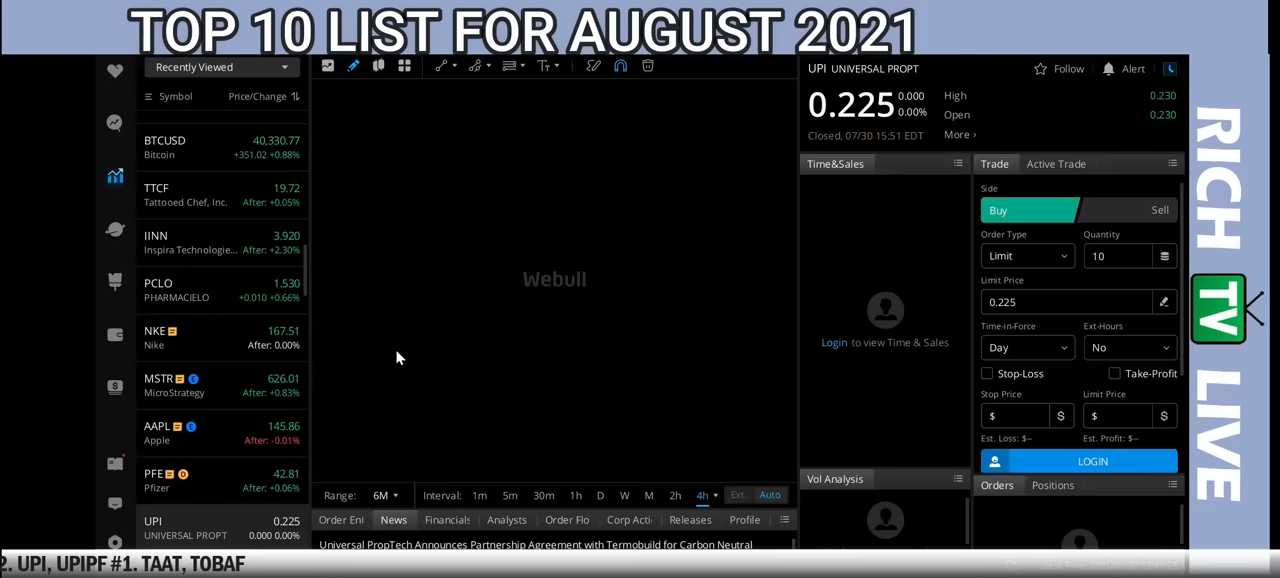 TOP 10 LIST FOR AUGUST 2021
Recently Viewed
Symbol Price/Change
BTCUSD 40,330.77
Bitcoin +351.02 +0.88%
TTCF 19.72
Tattooed Chef, Inc. After: +0.05%
IINN 3.920
Inspira Technologie... After: +2.30%
PCLO 1.530
PHARMACIELO +0.010 +0.66%
NKE 167.51
Nike After: 0.00%
MSTR E 626.01
MicroStrategy After: +0.83%
AAPL E 145.86
Apple After: -0.01%
PFE D 42.81
Pfizer After: +0.06%
UPI 0.225
UNIVERSAL PROPT 0.000 0.00%
Webull
Range: 6M Interval: 1m 5m 30m 1h D W M 2h 4h Ext. Auto
Order Ent News Financials Analysts Order Flo Corp Acti Releases Profile
Universal PropTech Announces Partnership Agreement with Termobuild for Carbon Neutral
UPI UNIVERSAL PROPT Follow Alert L
0.225 0.000 0.00%
High 0.230
Open 0.230
Closed, 07/30 15:51 EDT More ›
Time&Sales
Login to view Time & Sales
Vol Analysis
Trade Active Trade
Side
Buy Sell
Order Type Quantity
Limit 10
Limit Price
0.225
Time-in-Force Ext-Hours
Day No
Stop-Loss Take-Profit
Stop Price Limit Price
$ $ $ $
Est. Loss: $-- Est. Profit: $--
LOGIN
Orders Positions
RICH TV LIVE
2. UPI, UPIPF #1. TAAT, TOBAF